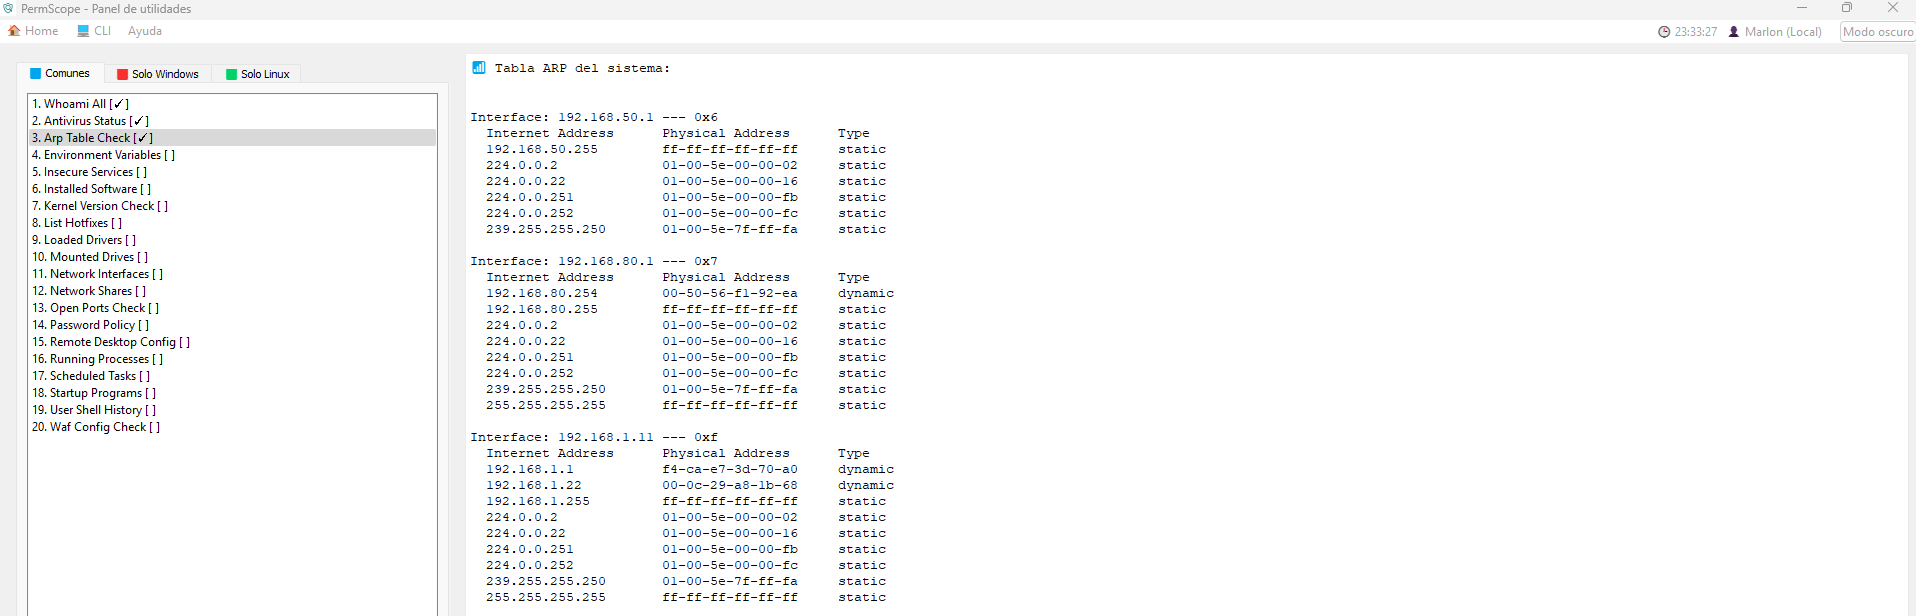 PermScope - Panel de utilidades
Home CLI Ayuda 23:33:27 Marlon (Local) Modo oscuro
Comunes Solo Windows Solo Linux
1. Whoami All [✓]
2. Antivirus Status [✓]
3. Arp Table Check [✓]
4. Environment Variables [ ]
5. Insecure Services [ ]
6. Installed Software [ ]
7. Kernel Version Check [ ]
8. List Hotfixes [ ]
9. Loaded Drivers [ ]
10. Mounted Drives [ ]
11. Network Interfaces [ ]
12. Network Shares [ ]
13. Open Ports Check [ ]
14. Password Policy [ ]
15. Remote Desktop Config [ ]
16. Running Processes [ ]
17. Scheduled Tasks [ ]
18. Startup Programs [ ]
19. User Shell History [ ]
20. Waf Config Check [ ]
Tabla ARP del sistema:
Interface: 192.168.50.1 --- 0x6
Internet Address Physical Address Type
192.168.50.255 ff-ff-ff-ff-ff-ff static
224.0.0.2 01-00-5e-00-00-02 static
224.0.0.22 01-00-5e-00-00-16 static
224.0.0.251 01-00-5e-00-00-fb static
224.0.0.252 01-00-5e-00-00-fc static
239.255.255.250 01-00-5e-7f-ff-fa static
Interface: 192.168.80.1 --- 0x7
Internet Address Physical Address Type
192.168.80.254 00-50-56-f1-92-ea dynamic
192.168.80.255 ff-ff-ff-ff-ff-ff static
224.0.0.2 01-00-5e-00-00-02 static
224.0.0.22 01-00-5e-00-00-16 static
224.0.0.251 01-00-5e-00-00-fb static
224.0.0.252 01-00-5e-00-00-fc static
239.255.255.250 01-00-5e-7f-ff-fa static
255.255.255.255 ff-ff-ff-ff-ff-ff static
Interface: 192.168.1.11 --- 0xf
Internet Address Physical Address Type
192.168.1.1 f4-ca-e7-3d-70-a0 dynamic
192.168.1.22 00-0c-29-a8-1b-68 dynamic
192.168.1.255 ff-ff-ff-ff-ff-ff static
224.0.0.2 01-00-5e-00-00-02 static
224.0.0.22 01-00-5e-00-00-16 static
224.0.0.251 01-00-5e-00-00-fb static
224.0.0.252 01-00-5e-00-00-fc static
239.255.255.250 01-00-5e-7f-ff-fa static
255.255.255.255 ff-ff-ff-ff-ff-ff static